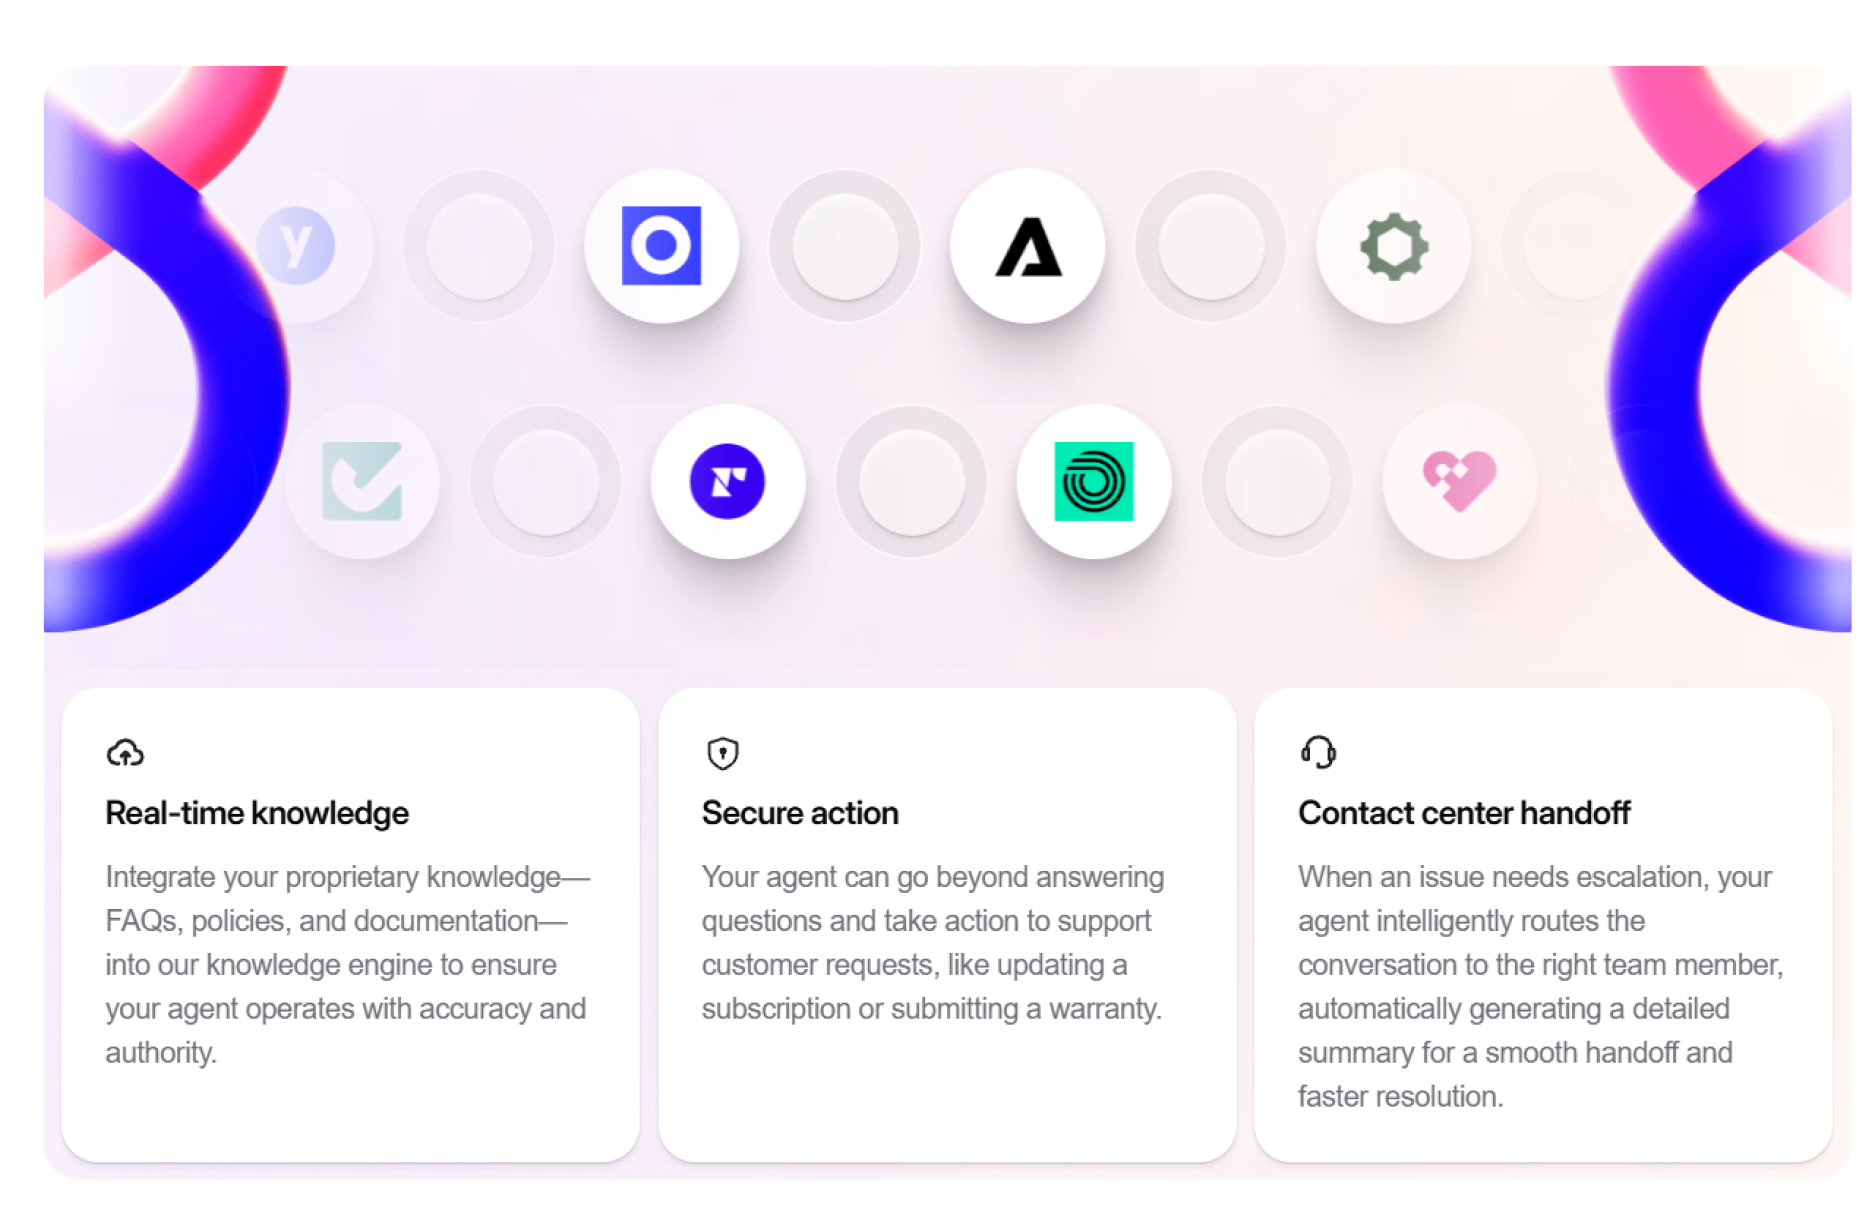 y
Real-time knowledge
Integrate your proprietary knowledge—
FAQs, policies, and documentation—
into our knowledge engine to ensure
your agent operates with accuracy and
authority.
Secure action
Your agent can go beyond answering
questions and take action to support
customer requests, like updating a
subscription or submitting a warranty.
Contact center handoff
When an issue needs escalation, your
agent intelligently routes the
conversation to the right team member,
automatically generating a detailed
summary for a smooth handoff and
faster resolution.